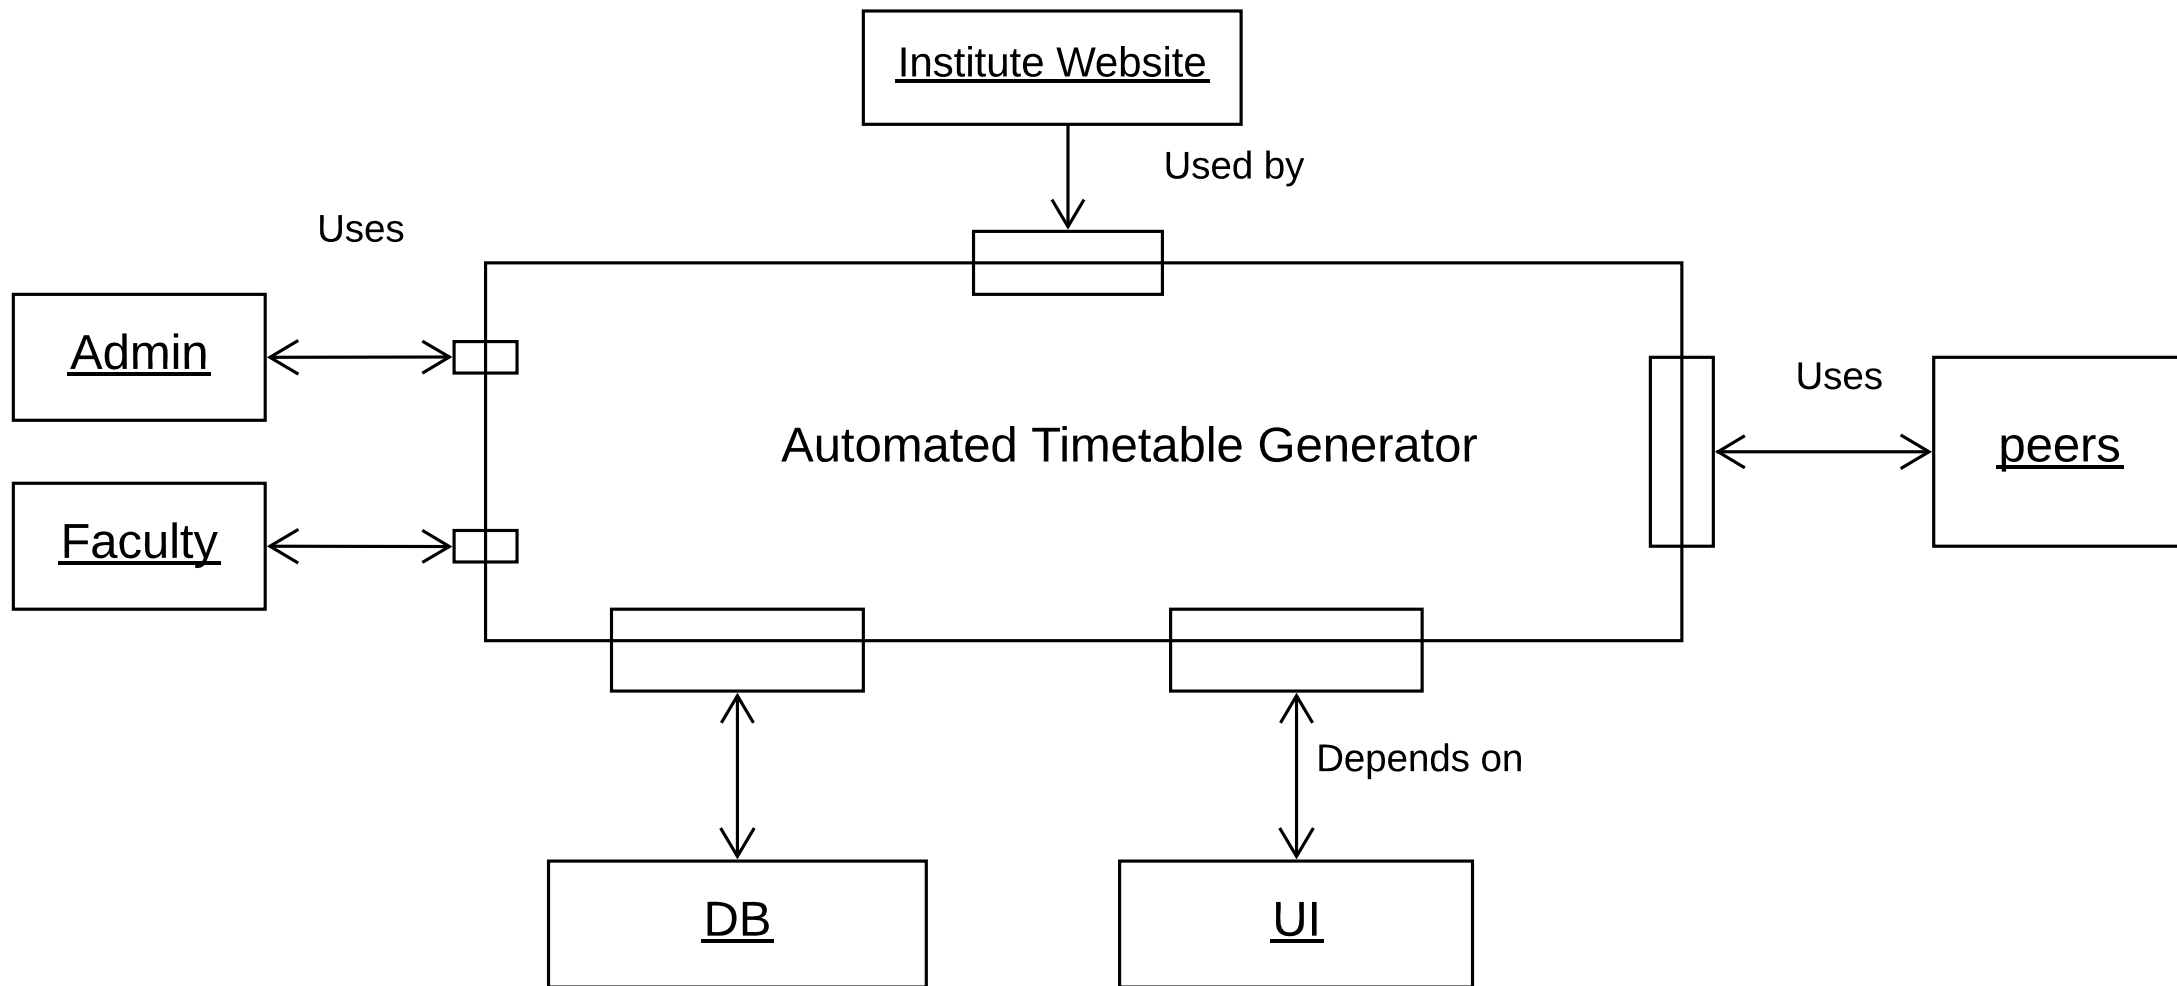 Institute Website
Used by
Uses
Admin
Uses
Automated Timetable Generator
peers
Faculty
Depends on
DB
UI